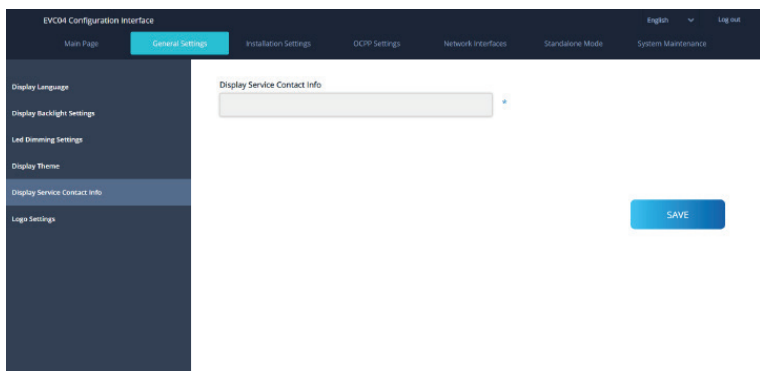 EVC04 Configuration Interface
English
Log out
Main Page
General Settings
Installation Settings
OCPP Settings
Network Interfaces
Standalone Mode
System Maintenance
Display Language
Display Backlight Settings
Led Dimming Settings
Display Theme
Display Service Contact Info
Logo Settings
Display Service Contact Info
*
SAVE